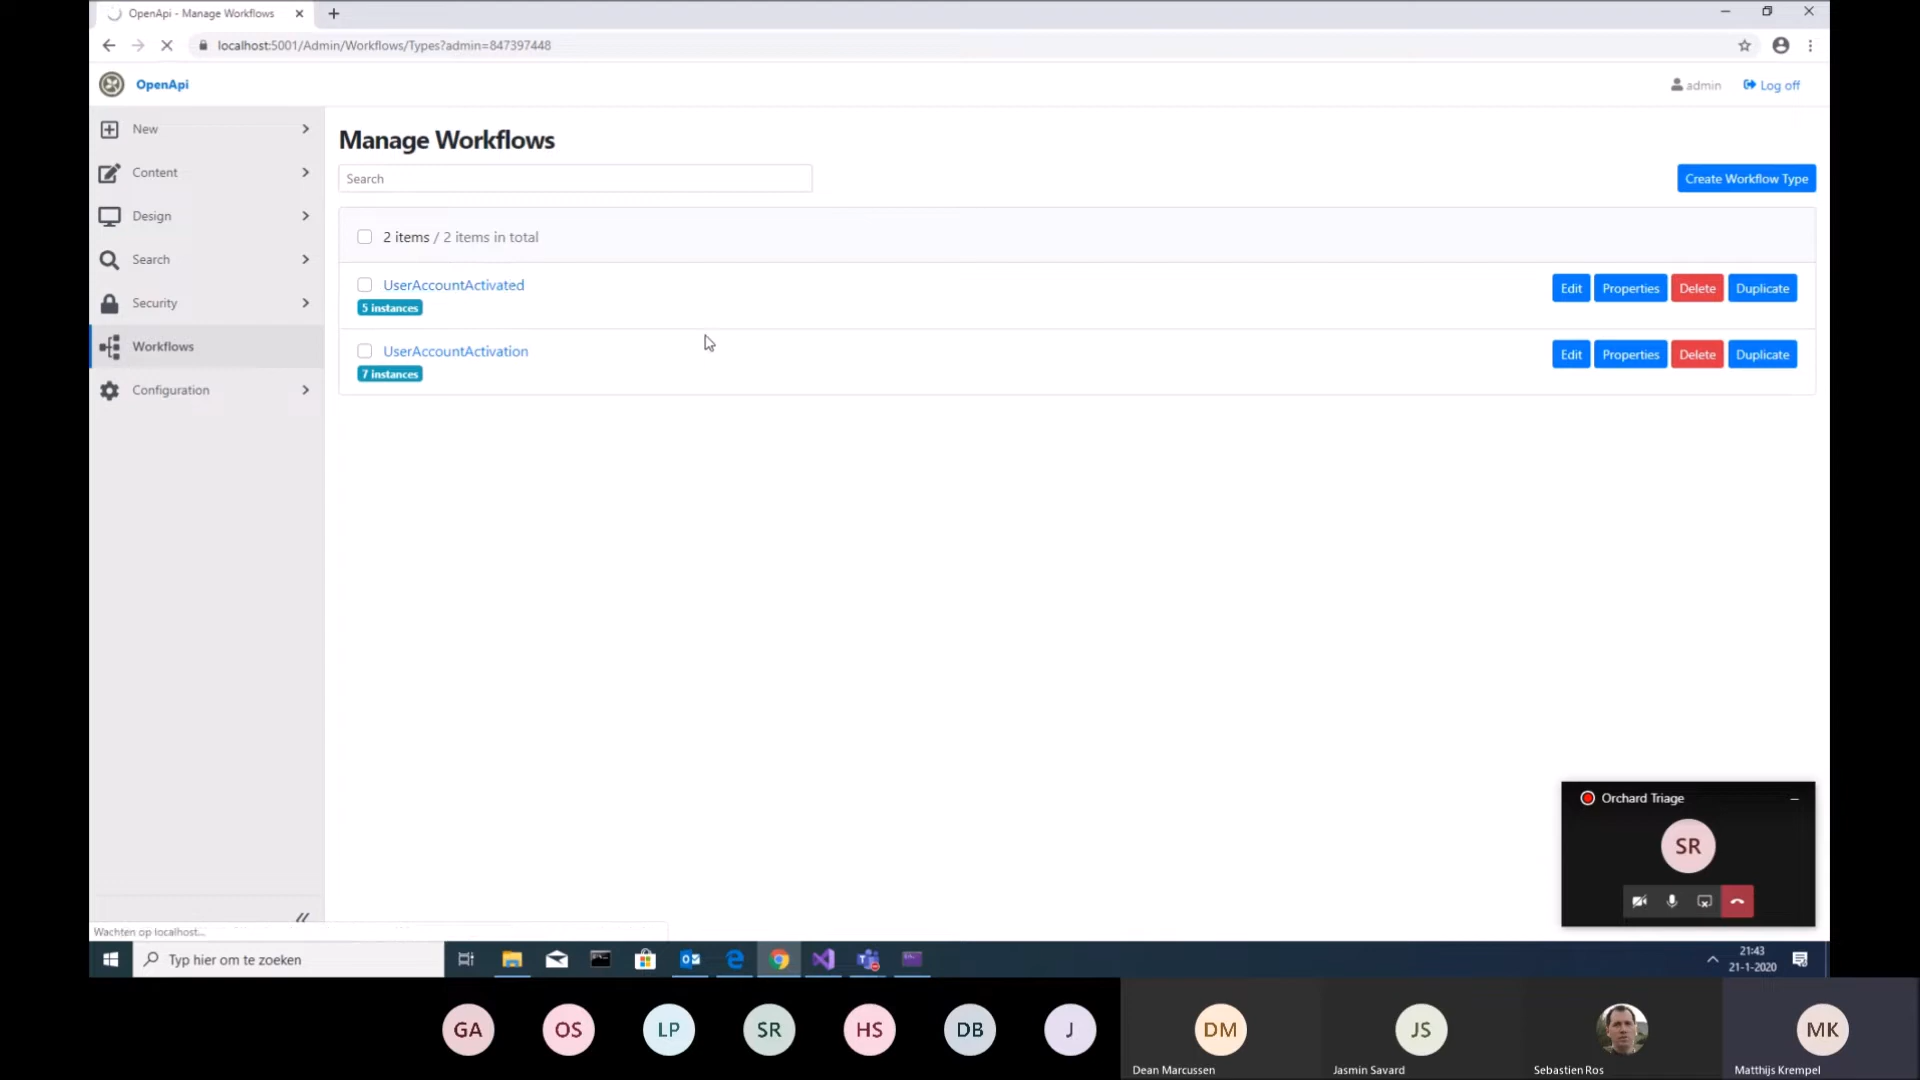 OpenApi - Manage Workflows
localhost:5001/Admin/Workflows/Types?admin=847397448
OpenApi
admin
Log off
New
Content
Design
Search
Security
Workflows
Configuration
Manage Workflows
Search
Create Workflow Type
2 items / 2 items in total
UserAccountActivated
5 instances
Edit Properties Delete Duplicate
UserAccountActivation
7 instances
Edit Properties Delete Duplicate
Orchard Triage
SR
Wachten op localhost...
Typ hier om te zoeken
21:43
21-1-2020
GA OS LP SR HS DB J DM JS MK
Dean Marcussen Jasmin Savard Sebastien Ros Matthijs Krempel